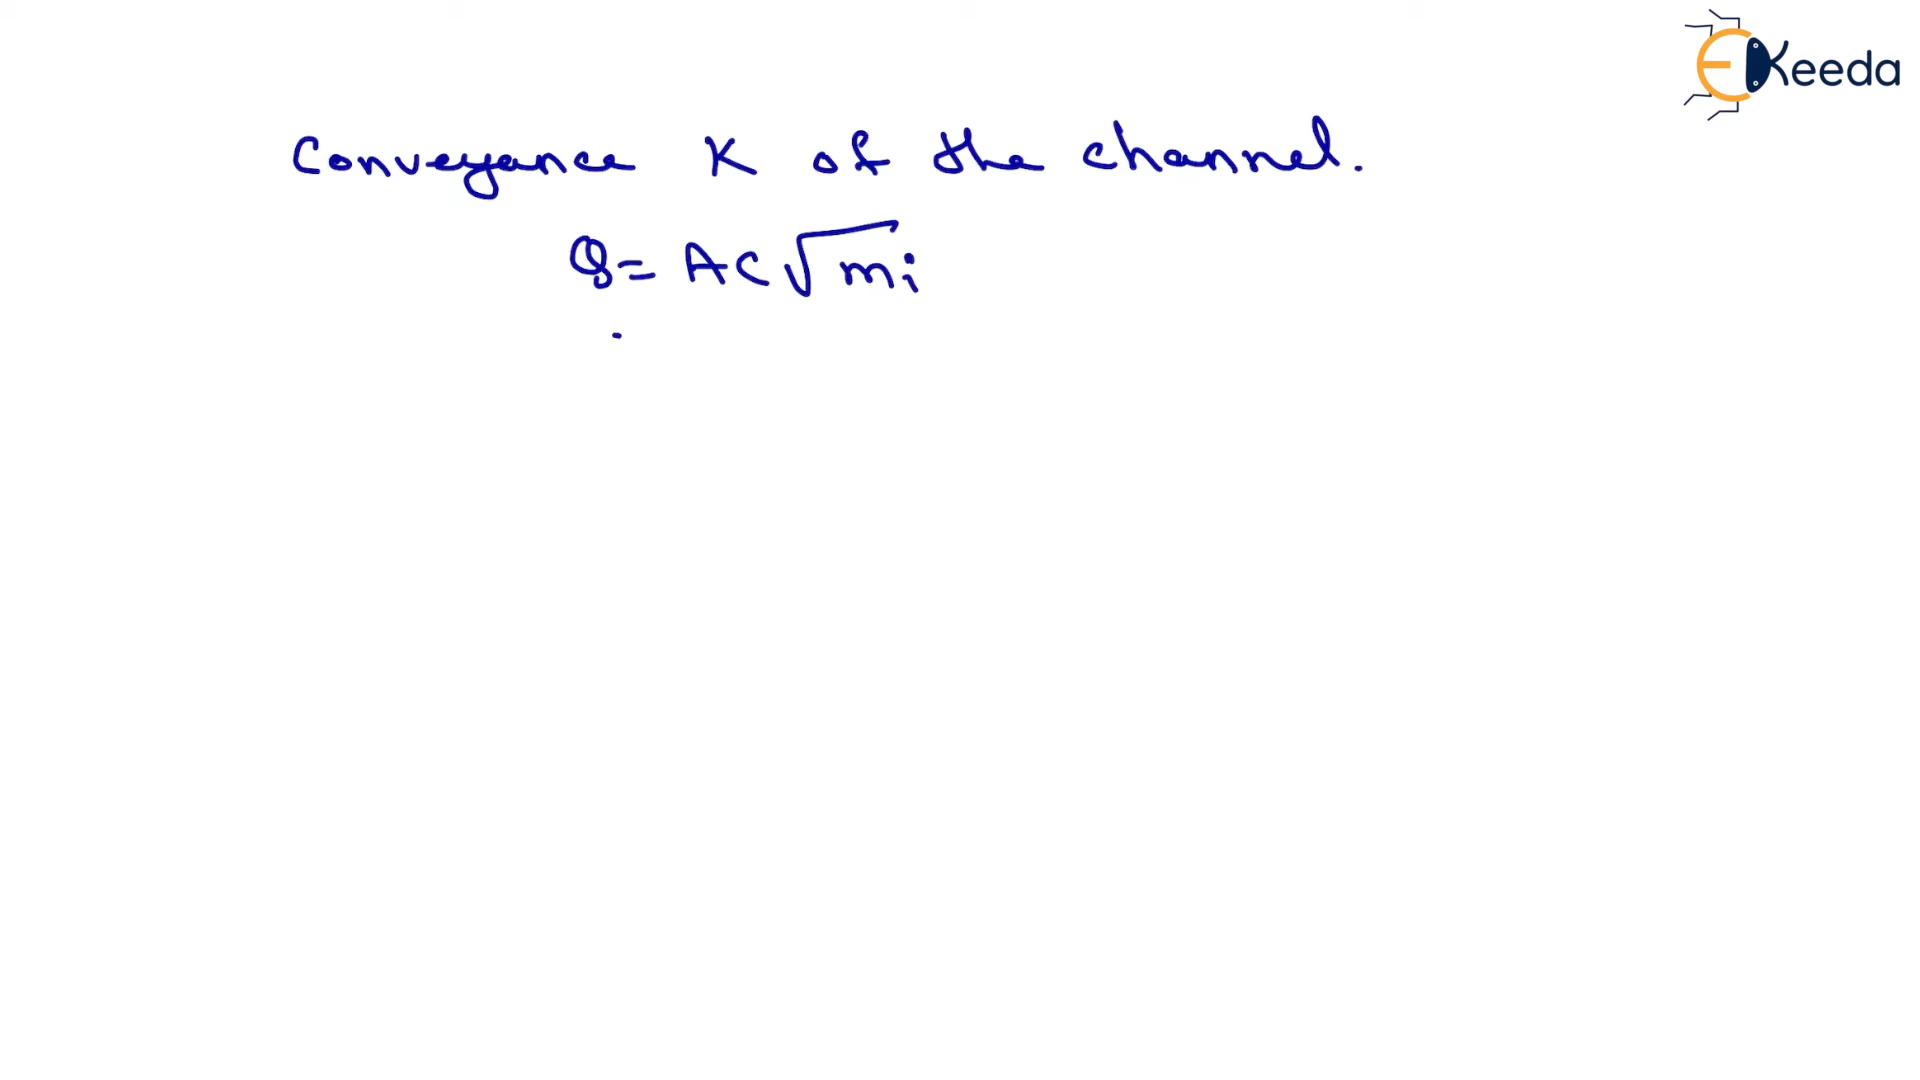 EKeeda
Conveyance K of the channel.
Q = AC√mi